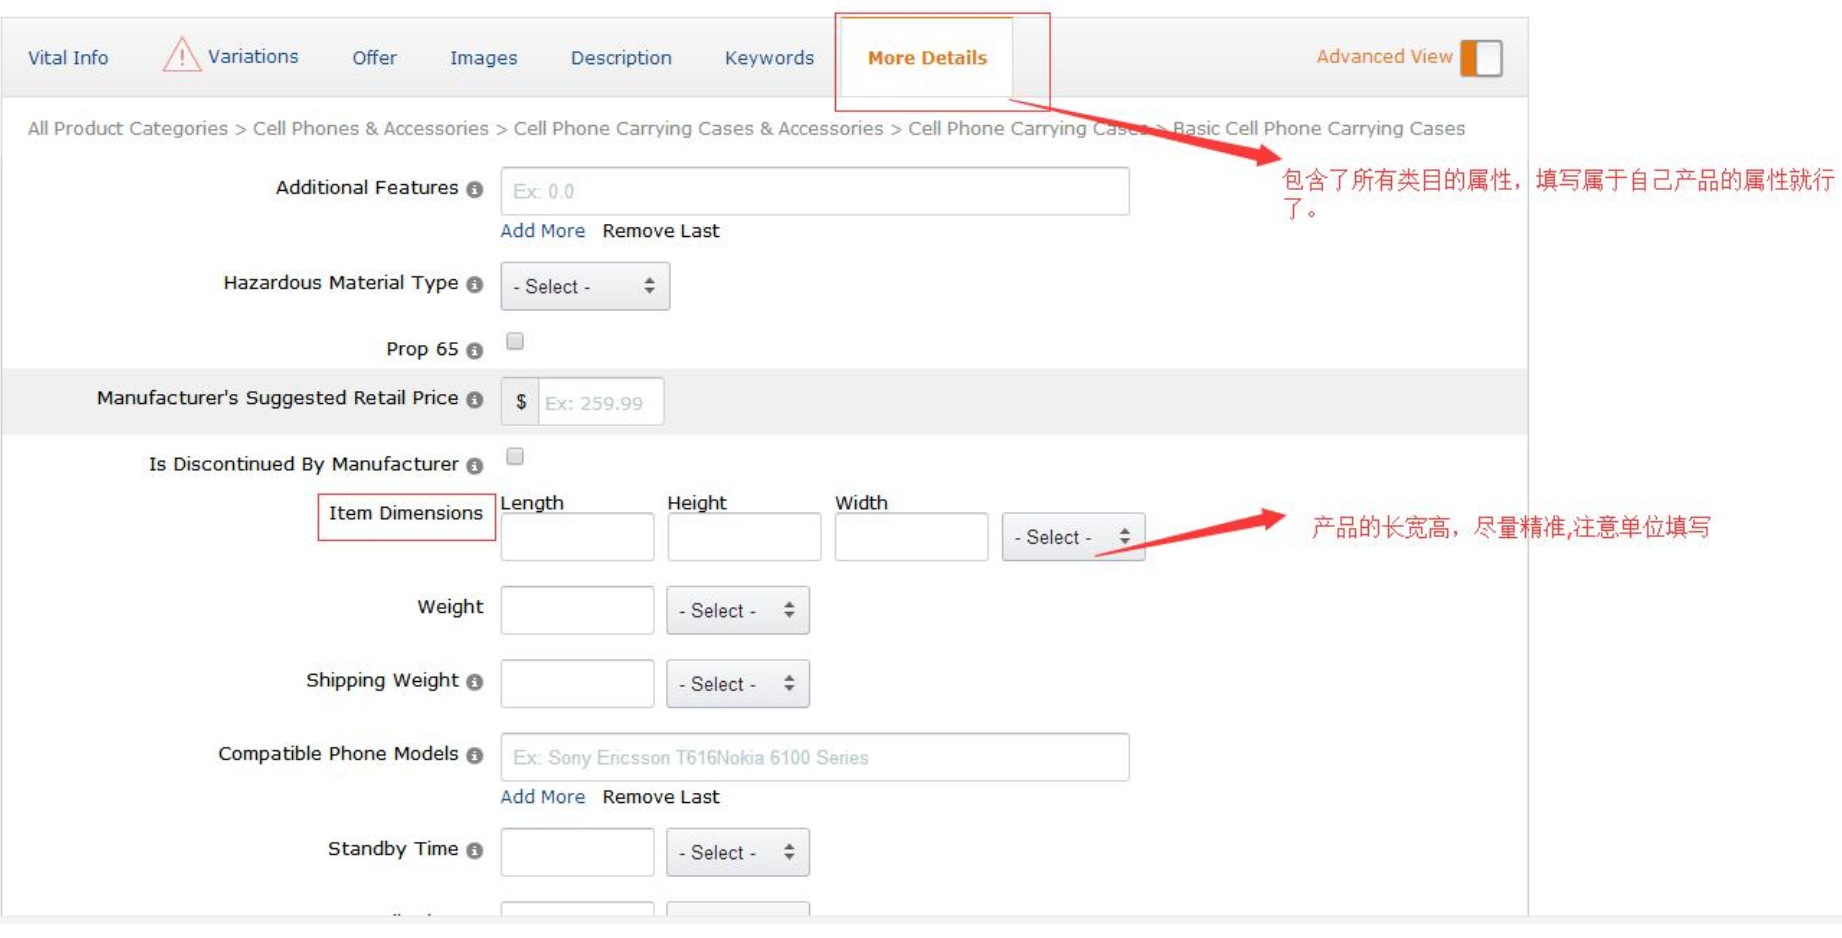 Vital Info
Variations
Offer
Images
Description
Keywords
More Details
Advanced View
All Product Categories > Cell Phones & Accessories > Cell Phone Carrying Cases & Accessories > Cell Phone Carrying Cases > Basic Cell Phone Carrying Cases
包含了所有类目的属性，填写属于自己产品的属性就行
了。
Additional Features
Ex: 0.0
Add More Remove Last
Hazardous Material Type
- Select -
Prop 65
Manufacturer's Suggested Retail Price
$ Ex: 259.99
Is Discontinued By Manufacturer
Item Dimensions
Length Height Width
- Select -
产品的长宽高，尽量精准,注意单位填写
Weight
- Select -
Shipping Weight
- Select -
Compatible Phone Models
Ex: Sony Ericsson T616Nokia 6100 Series
Add More Remove Last
Standby Time
- Select -